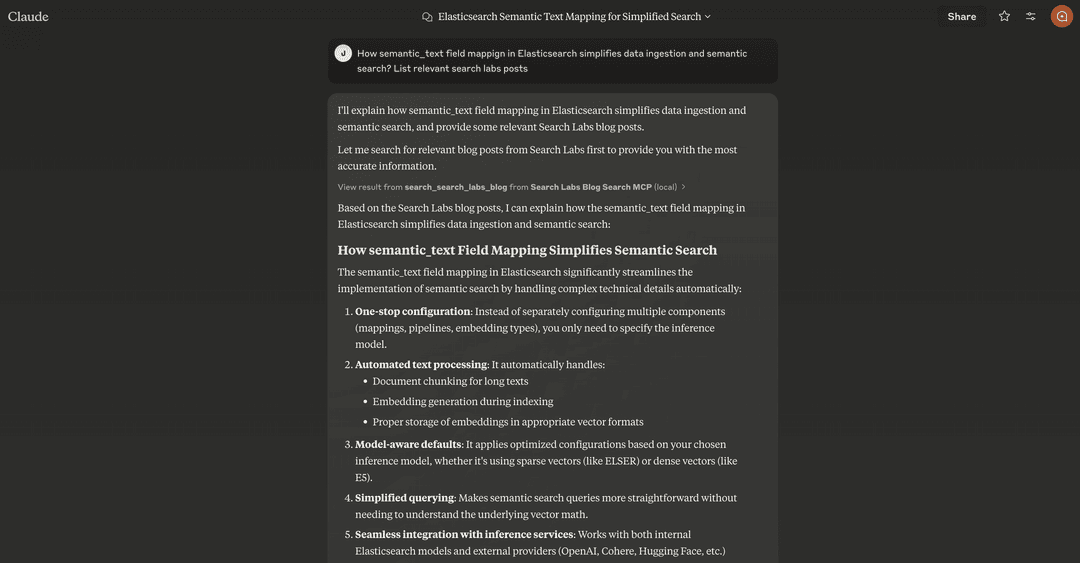 Claude
Elasticsearch Semantic Text Mapping for Simplified Search
Share
J
How semantic_text field mappign in Elasticsearch simplifies data ingestion and semantic
search? List relevant search labs posts
I'll explain how semantic_text field mapping in Elasticsearch simplifies data ingestion and
semantic search, and provide some relevant Search Labs blog posts.
Let me search for relevant blog posts from Search Labs first to provide you with the most
accurate information.
View result from search_search_labs_blog from Search Labs Blog Search MCP (local)
Based on the Search Labs blog posts, I can explain how the semantic_text field mapping in
Elasticsearch simplifies data ingestion and semantic search:
How semantic_text Field Mapping Simplifies Semantic Search
The semantic_text field mapping in Elasticsearch significantly streamlines the
implementation of semantic search by handling complex technical details automatically:
1. One-stop configuration: Instead of separately configuring multiple components
(mappings, pipelines, embedding types), you only need to specify the inference
model.
2. Automated text processing: It automatically handles:
• Document chunking for long texts
• Embedding generation during indexing
• Proper storage of embeddings in appropriate vector formats
3. Model-aware defaults: It applies optimized configurations based on your chosen
inference model, whether it's using sparse vectors (like ELSER) or dense vectors (like
E5).
4. Simplified querying: Makes semantic search queries more straightforward without
needing to understand the underlying vector math.
5. Seamless integration with inference services: Works with both internal
Elasticsearch models and external providers (OpenAI, Cohere, Hugging Face, etc.)